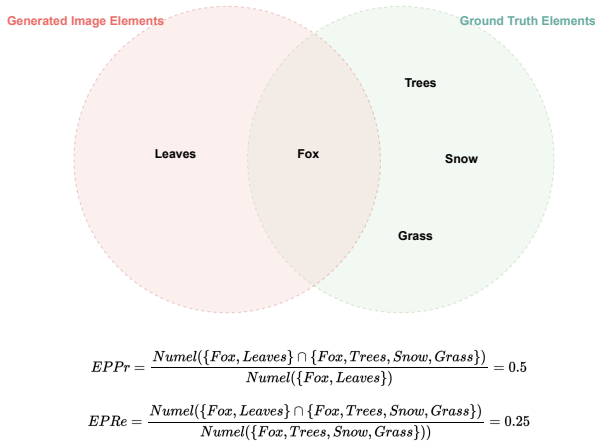 Generated Image Elements
Ground Truth Elements
Trees
Leaves
Fox
Snow
Grass
EPPr = Numel({Fox, Leaves} ∩ {Fox, Trees, Snow, Grass}) / Numel({Fox, Leaves}) = 0.5
EPRe = Numel({Fox, Leaves} ∩ {Fox, Trees, Snow, Grass}) / Numel({Fox, Trees, Snow, Grass})) = 0.25